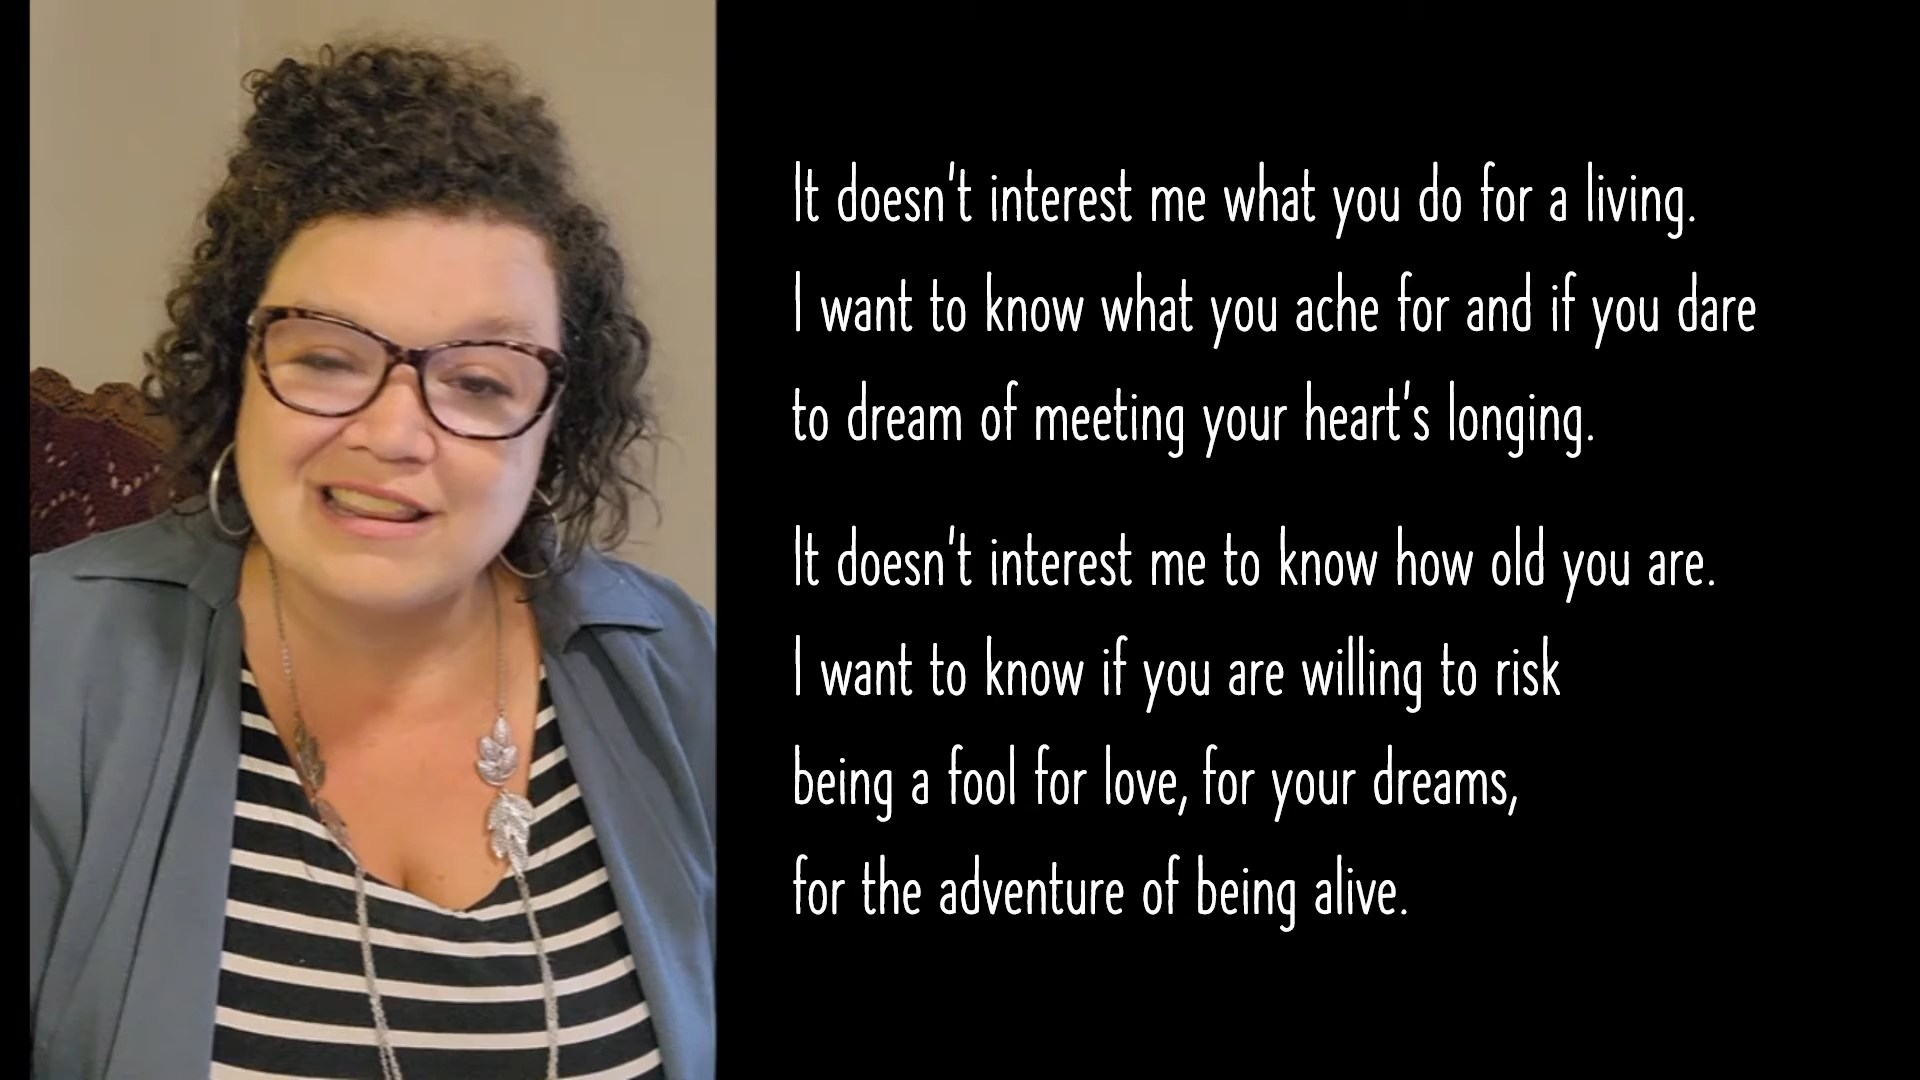 It doesn't interest me what you do for a living.
I want to know what you ache for and if you dare
to dream of meeting your heart's longing.
It doesn't interest me to know how old you are.
I want to know if you are willing to risk
being a fool for love, for your dreams,
for the adventure of being alive.